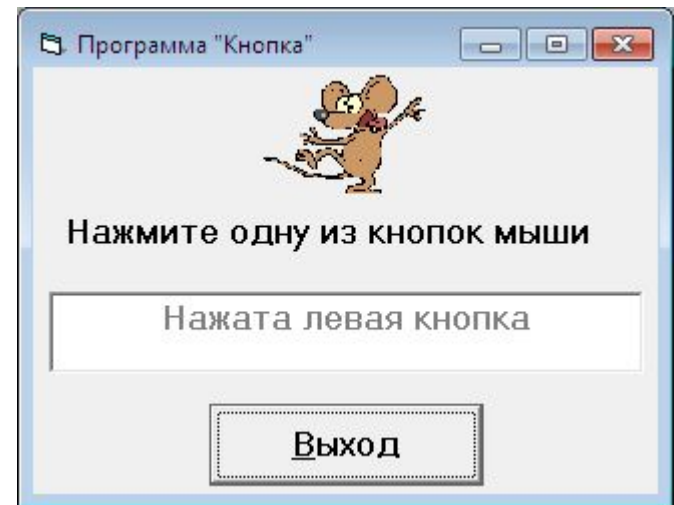 Программа "Кнопка"
Нажмите одну из кнопок мыши
Нажата левая кнопка
Выход